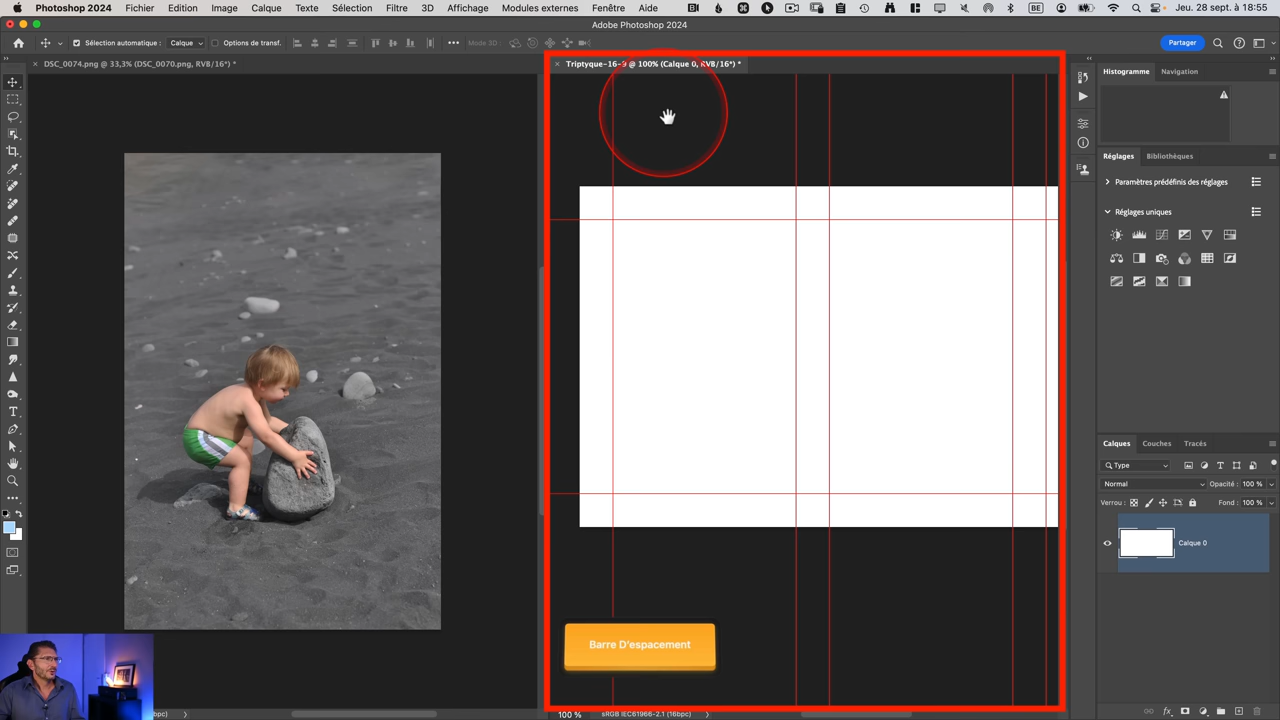 Photoshop 2024 Fichier Edition Image Calque Texte Sélection Filtre 3D Affichage Modules externes Fenêtre Aide BE Jeu. 28 sept. à 18:55
Adobe Photoshop 2024
Sélection automatique : Calque Options de transf. Mode 3D : Partager
DSC_0074.png @ 33,3% (DSC_0070.png, RVB/16*) *
Triptyque-16-9 @ 100% (Calque 0, RVB/16*) *
Histogramme Navigation
Réglages Bibliothèques
Paramètres prédéfinis des réglages
Réglages uniques
Calques Couches Tracés
Type
Normal Opacité : 100 %
Verrou : Fond : 100 %
Calque 0
Barre D'espacement
bpc)
100 % sRGB IEC61966-2.1 (16bpc)